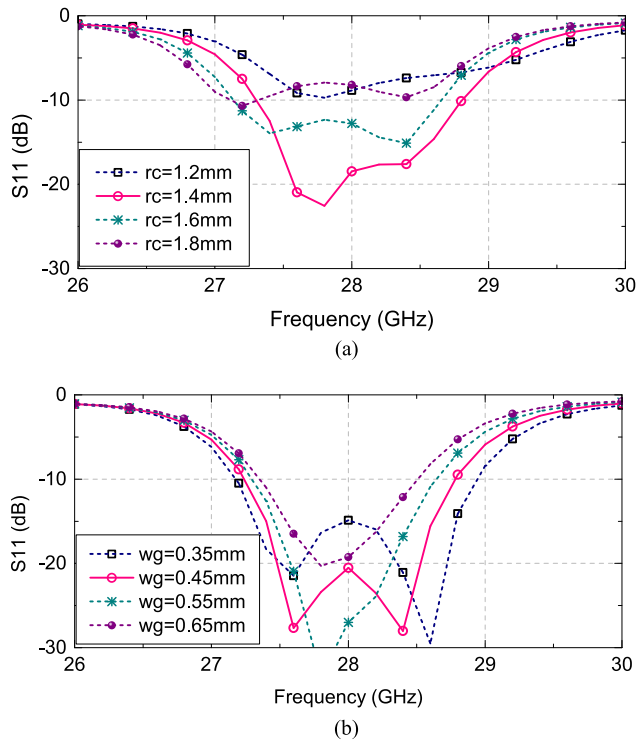 0
-10
-20
-30
S11 (dB)
rc=1.2mm
rc=1.4mm
rc=1.6mm
rc=1.8mm
26 27 28 29 30
Frequency (GHz)
(a)
0
-10
-20
-30
S11 (dB)
wg=0.35mm
wg=0.45mm
wg=0.55mm
wg=0.65mm
26 27 28 29 30
Frequency (GHz)
(b)